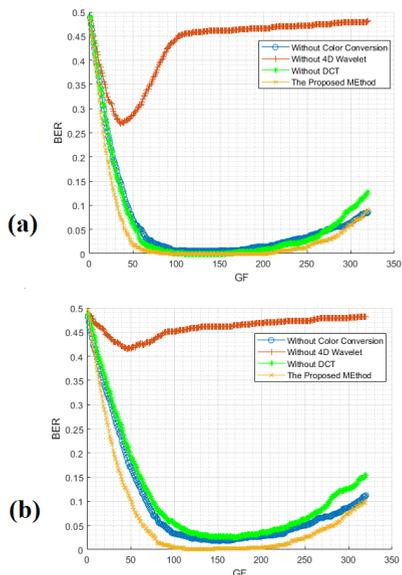 0.5
0.45
0.4
0.35
0.3
0.25
0.2
0.15
0.1
0.05
0
BER
Without Color Conversion
Without 4D Wavelet
Without DCT
The Proposed MEthod
(a)
0 50 100 150 200 250 300 350
GF
0.5
0.45
0.4
0.35
0.3
0.25
0.2
0.15
0.1
0.05
0
BER
Without Color Conversion
Without 4D Wavelet
Without DCT
The Proposed MEthod
(b)
0 50 100 150 200 250 300 350
GF